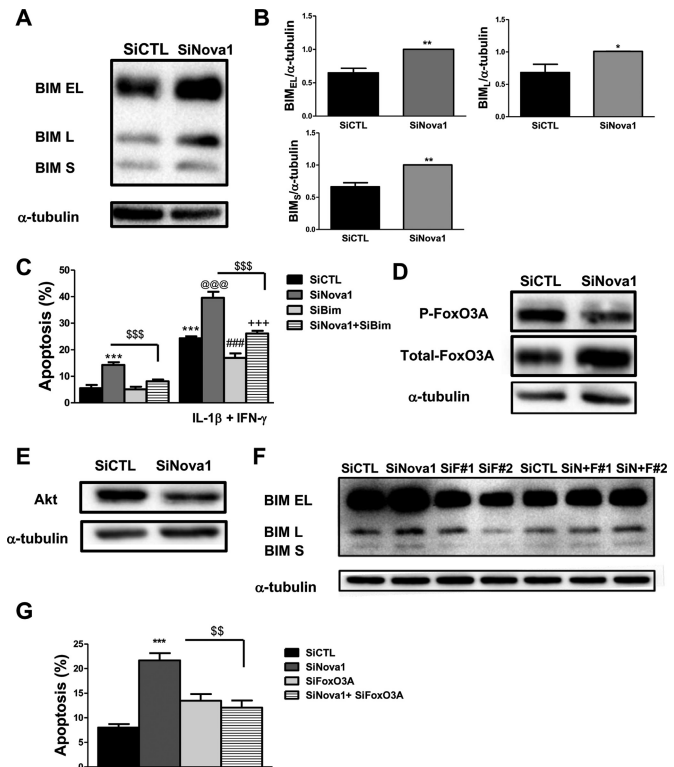 A
SiCTL SiNova1
BIM EL
BIM L
BIM S
α-tubulin
B
BIM_EL/α-tubulin
1.5
1.0
0.5
0.0
**
SiCTL SiNova1
BIM_L/α-tubulin
1.5
1.0
0.5
0.0
*
SiCTL SiNova1
BIM_S/α-tubulin
1.5
1.0
0.5
0.0
**
SiCTL SiNova1
C
Apoptosis (%)
50
40
30
20
10
0
***
$$$
***
@@@
###
+++
$$$
IL-1β + IFN-γ
SiCTL
SiNova1
SiBim
SiNova1+SiBim
D
SiCTL SiNova1
P-FoxO3A
Total-FoxO3A
α-tubulin
E
SiCTL SiNova1
Akt
α-tubulin
F
SiCTL SiNova1 SiF#1 SiF#2 SiCTL SiN+F#1 SiN+F#2
BIM EL
BIM L
BIM S
α-tubulin
G
Apoptosis (%)
25
20
15
10
5
0
***
$$
SiCTL
SiNova1
SiFoxO3A
SiNova1+ SiFoxO3A